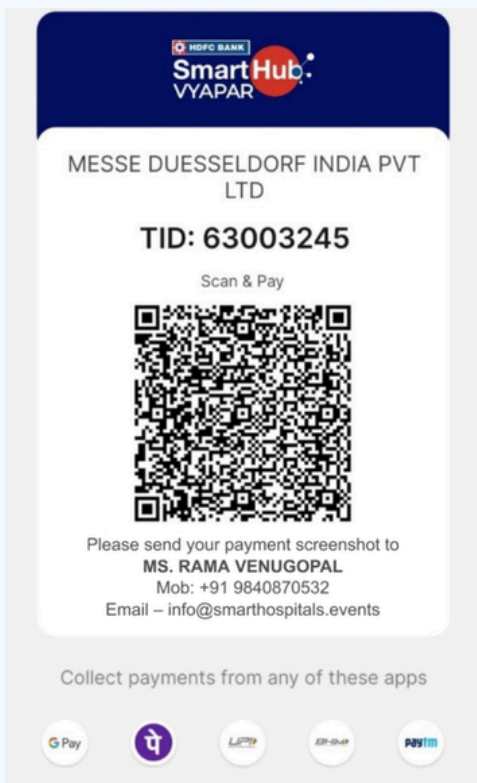 HDFC BANK
SmartHub
VYAPAR
MESSE DUESSELDORF INDIA PVT
LTD
TID: 63003245
Scan & Pay
Please send your payment screenshot to
MS. RAMA VENUGOPAL
Mob: +91 9840870532
Email – info@smarthospitals.events
Collect payments from any of these apps
G Pay पे UPI BHIM paytm